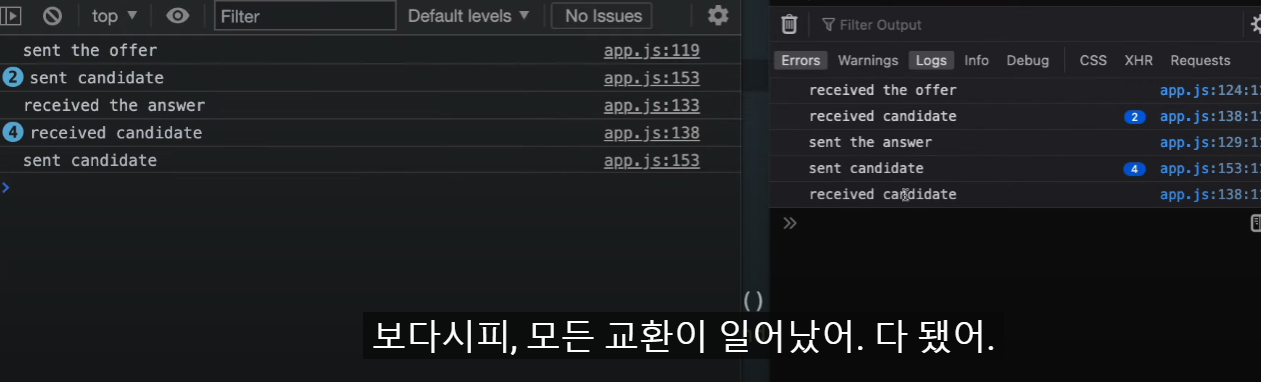 top ▼
Filter
Default levels ▼
No Issues
sent the offer app.js:119
2 sent candidate app.js:153
received the answer app.js:133
4 received candidate app.js:138
sent candidate app.js:153
>
Filter Output
Errors Warnings Logs Info Debug CSS XHR Requests
received the offer app.js:124:1
received candidate 2 app.js:138:1
sent the answer app.js:129:1
sent candidate 4 app.js:153:1
received candidate app.js:138:1
>>
()
보다시피, 모든 교환이 일어났어. 다 됐어.